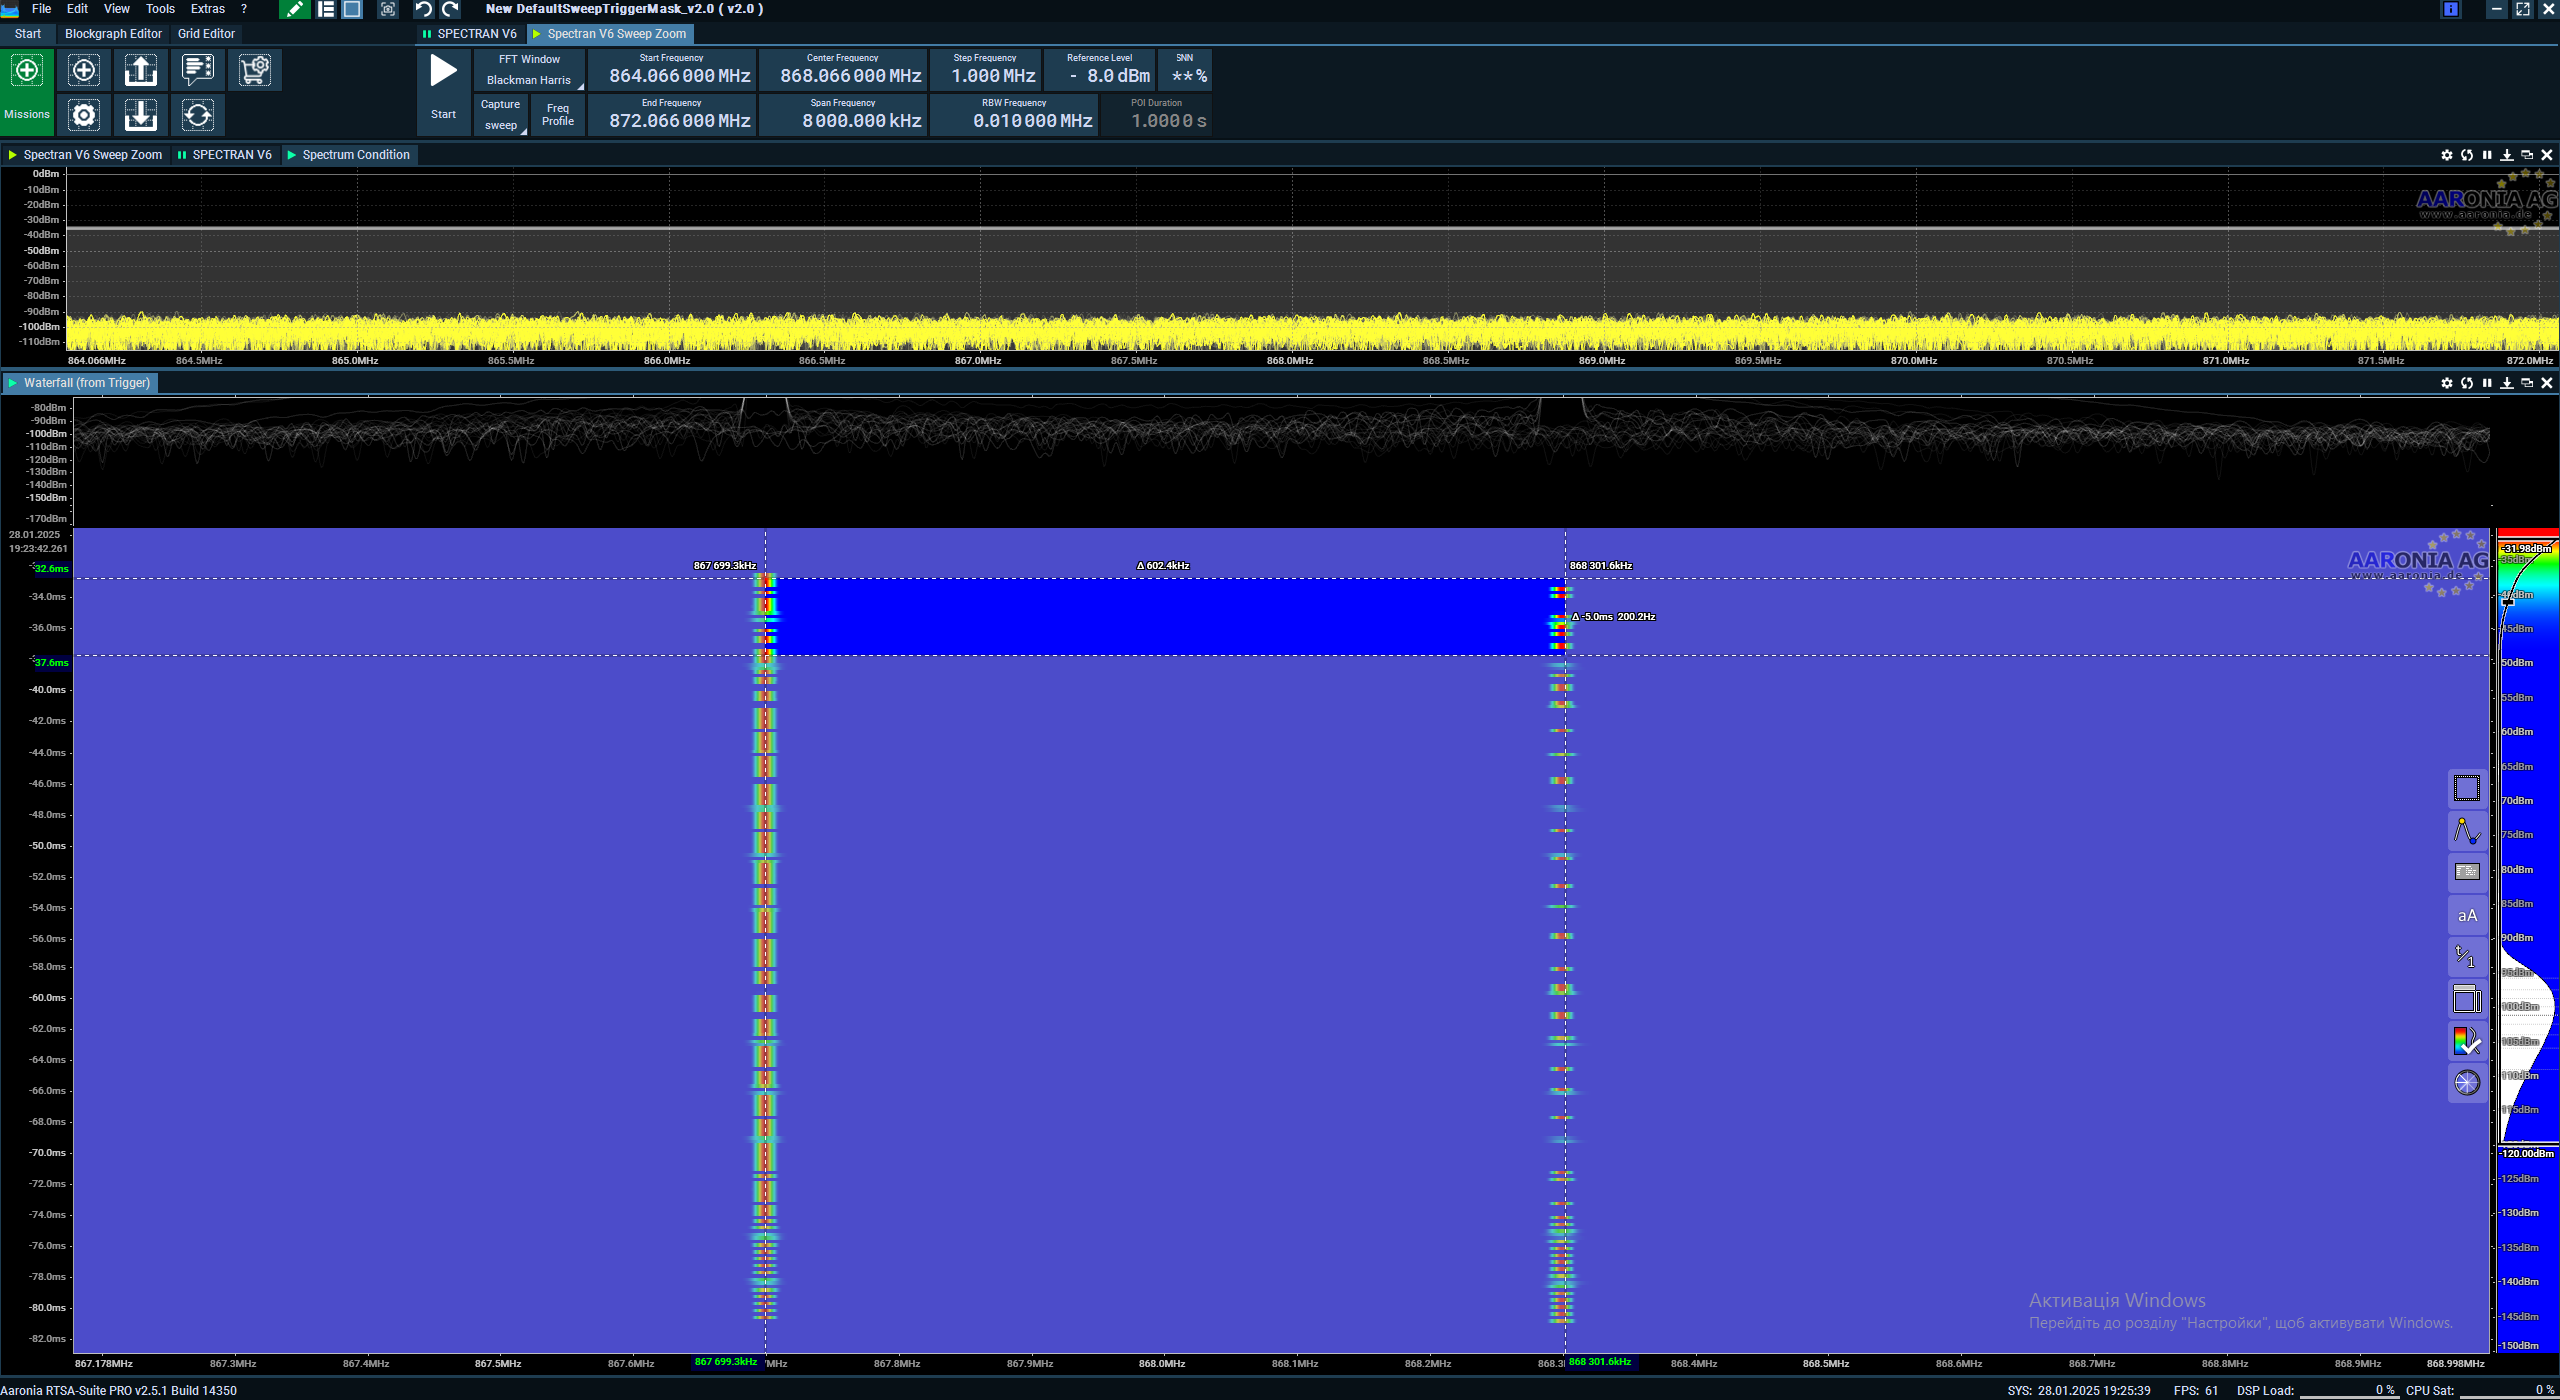 File Edit View Tools Extras ? New DefaultSweepTriggerMask_v2.0 ( v2.0 )
Start Blockgraph Editor Grid Editor SPECTRAN V6 Spectran V6 Sweep Zoom
Missions
Start
FFT Window
Blackman Harris
Capture
sweep
Freq
Profile
Start Frequency
864.066 000 MHz
End Frequency
872.066 000 MHz
Center Frequency
868.066 000 MHz
Span Frequency
8 000.000 kHz
Step Frequency
1.000 MHz
RBW Frequency
0.010 000 MHz
Reference Level
- 8.0 dBm
SNN
**%
POI Duration
1.0000 s
Spectran V6 Sweep Zoom SPECTRAN V6 Spectrum Condition
0dBm
-10dBm
-20dBm
-30dBm
-40dBm
-50dBm
-60dBm
-70dBm
-80dBm
-90dBm
-100dBm
-110dBm
AARONIA AG
www.aaronia.de
864.066MHz 864.5MHz 865.0MHz 865.5MHz 866.0MHz 866.5MHz 867.0MHz 867.5MHz 868.0MHz 868.5MHz 869.0MHz 869.5MHz 870.0MHz 870.5MHz 871.0MHz 871.5MHz 872.0MHz
Waterfall (from Trigger)
-80dBm
-90dBm
-100dBm
-110dBm
-120dBm
-130dBm
-140dBm
-150dBm
-170dBm
28.01.2025
19:23:42.261
-32.6ms
-34.0ms
-36.0ms
-37.6ms
-40.0ms
-42.0ms
-44.0ms
-46.0ms
-48.0ms
-50.0ms
-52.0ms
-54.0ms
-56.0ms
-58.0ms
-60.0ms
-62.0ms
-64.0ms
-66.0ms
-68.0ms
-70.0ms
-72.0ms
-74.0ms
-76.0ms
-78.0ms
-80.0ms
-82.0ms
867 699.3kHz Δ 602.4kHz 868 301.6kHz
Δ -5.0ms 200.2Hz
AARONIA AG
www.aaronia.de
aA
-31.98dBm
-35dBm
-45dBm
-50dBm
-55dBm
-60dBm
-65dBm
-70dBm
-75dBm
-80dBm
-85dBm
-90dBm
-95dBm
-100dBm
-105dBm
-110dBm
-115dBm
-120.00dBm
-125dBm
-130dBm
-135dBm
-140dBm
-145dBm
-150dBm
Активація Windows
Перейдіть до розділу "Настройки", щоб активувати Windows.
867.178MHz 867.3MHz 867.4MHz 867.5MHz 867.6MHz 867 699.3kHz 867.8MHz 867.9MHz 868.0MHz 868.1MHz 868.2MHz 868 301.6kHz 868.4MHz 868.5MHz 868.6MHz 868.7MHz 868.8MHz 868.9MHz 868.998MHz
Aaronia RTSA-Suite PRO v2.5.1 Build 14350 SYS: 28.01.2025 19:25:39 FPS: 61 DSP Load: 0 % CPU Sat: 0 %